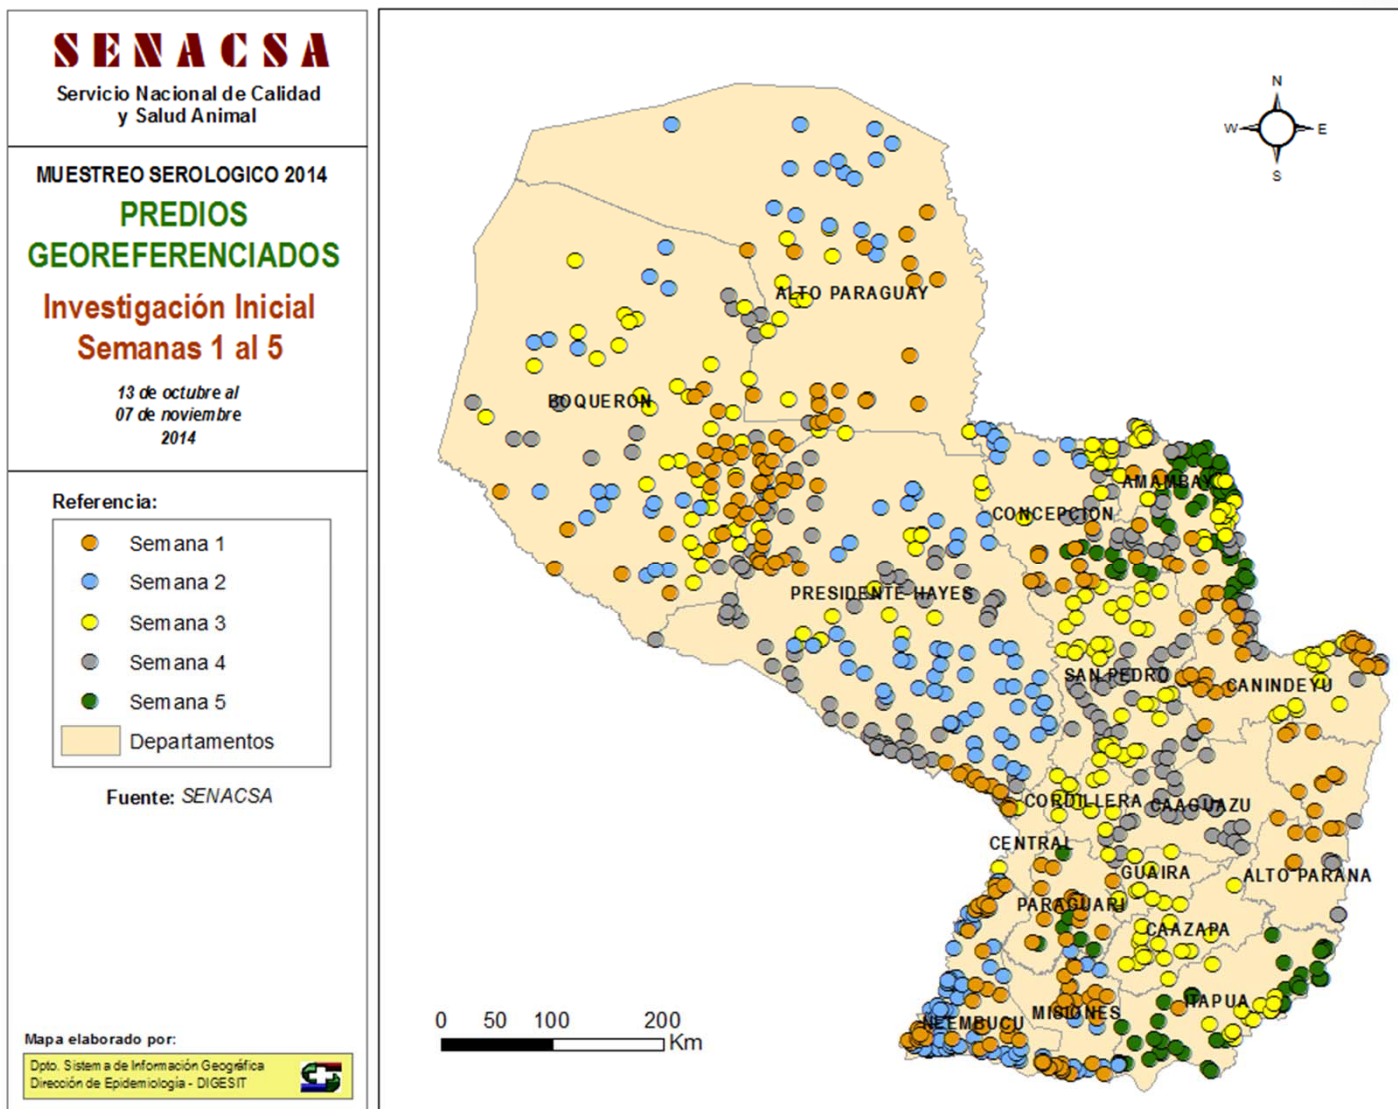 SENACSA
Servicio Nacional de Calidad
y Salud Animal
MUESTREO SEROLOGICO 2014
PREDIOS
GEOREFERENCIADOS
Investigación Inicial
Semanas 1 al 5
13 de octubre al
07 de noviembre
2014
Referencia:
Semana 1
Semana 2
Semana 3
Semana 4
Semana 5
Departamentos
Fuente: SENACSA
Mapa elaborado por:
Dpto. Sistema de Información Geográfica
Dirección de Epidemiología - DIGESIT
N
W E
S
ALTO PARAGUAY
BOQUERON
AMAMBAY
CONCEPCION
PRESIDENTE HAYES
SAN PEDRO
CANINDEYU
CORDILLERA
CAAGUAZU
CENTRAL
GUAIRA
ALTO PARANA
PARAGUARI
CAAZAPA
ITAPUA
MISIONES
ÑEEMBUCU
0 50 100 200
Km